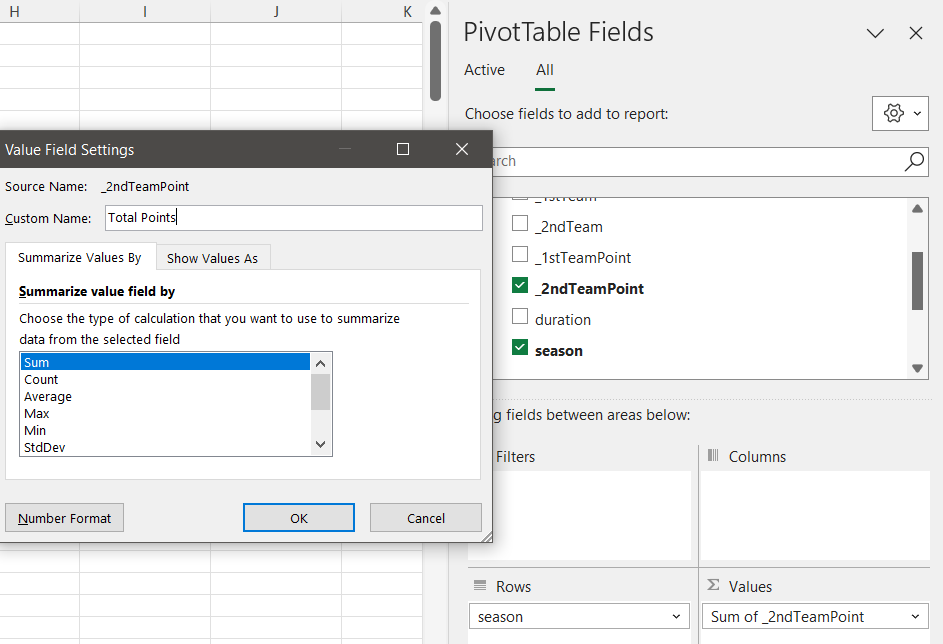 H I J K
PivotTable Fields
Active All
Choose fields to add to report:
rch
_2ndTeam
_1stTeamPoint
_2ndTeamPoint
duration
season
g fields between areas below:
Filters
Columns
Rows
Values
season
Sum of _2ndTeamPoint
Value Field Settings
Source Name: _2ndTeamPoint
Custom Name: Total Points
Summarize Values By Show Values As
Summarize value field by
Choose the type of calculation that you want to use to summarize
data from the selected field
Sum
Count
Average
Max
Min
StdDev
Number Format OK Cancel